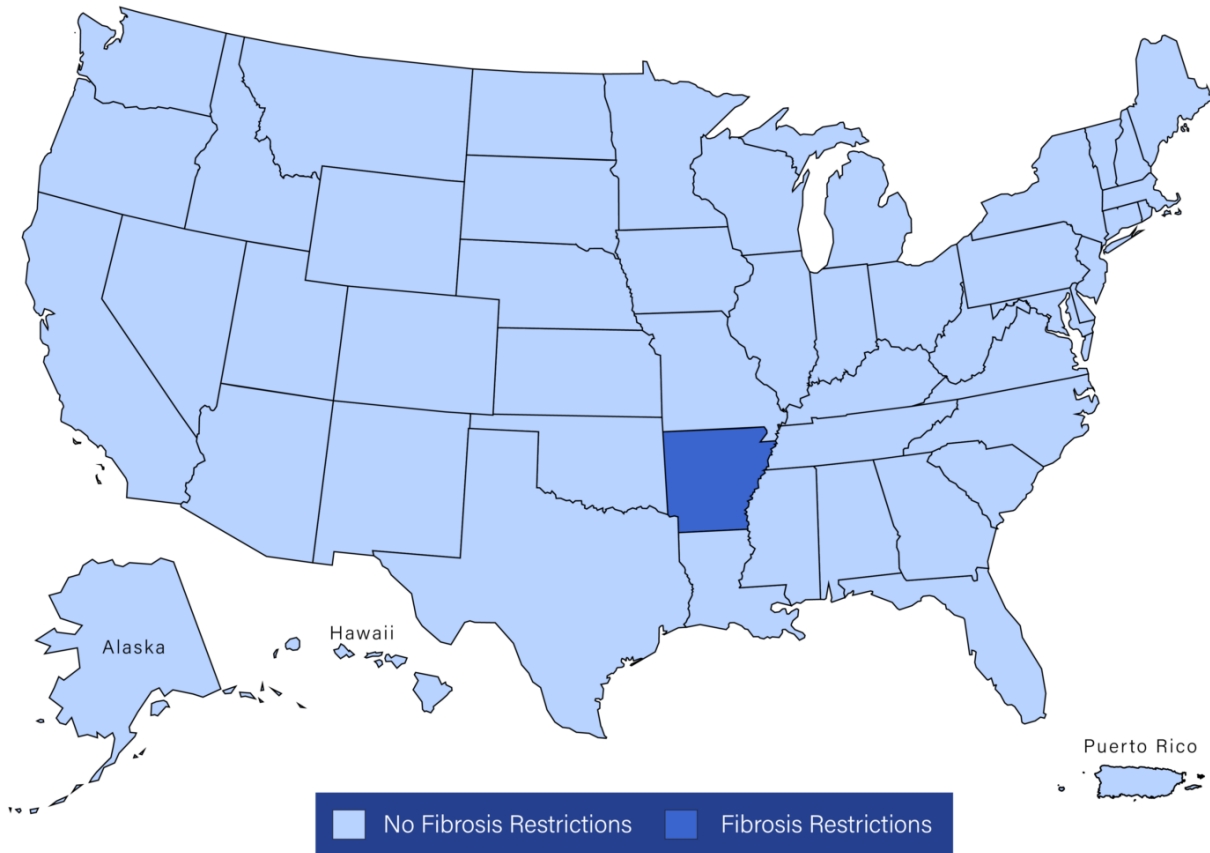 Alaska
Hawaii
Puerto Rico
No Fibrosis Restrictions
Fibrosis Restrictions